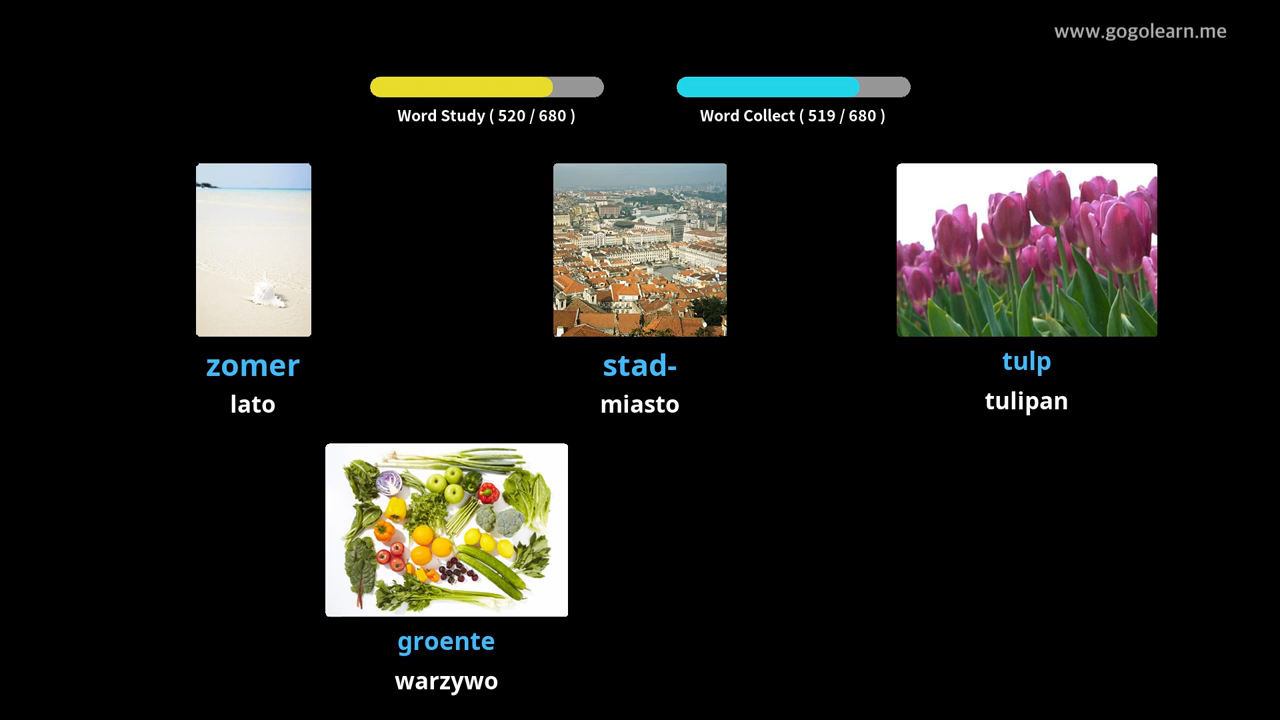 www.gogolearn.me
Word Study ( 520 / 680 )
Word Collect ( 519 / 680 )
zomer
lato
stad-
miasto
tulp
tulipan
groente
warzywo